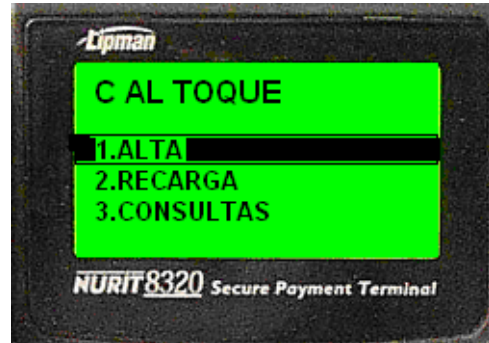 Lipman
C AL TOQUE
1.ALTA
2.RECARGA
3.CONSULTAS
NURIT 8320 Secure Payment Terminal